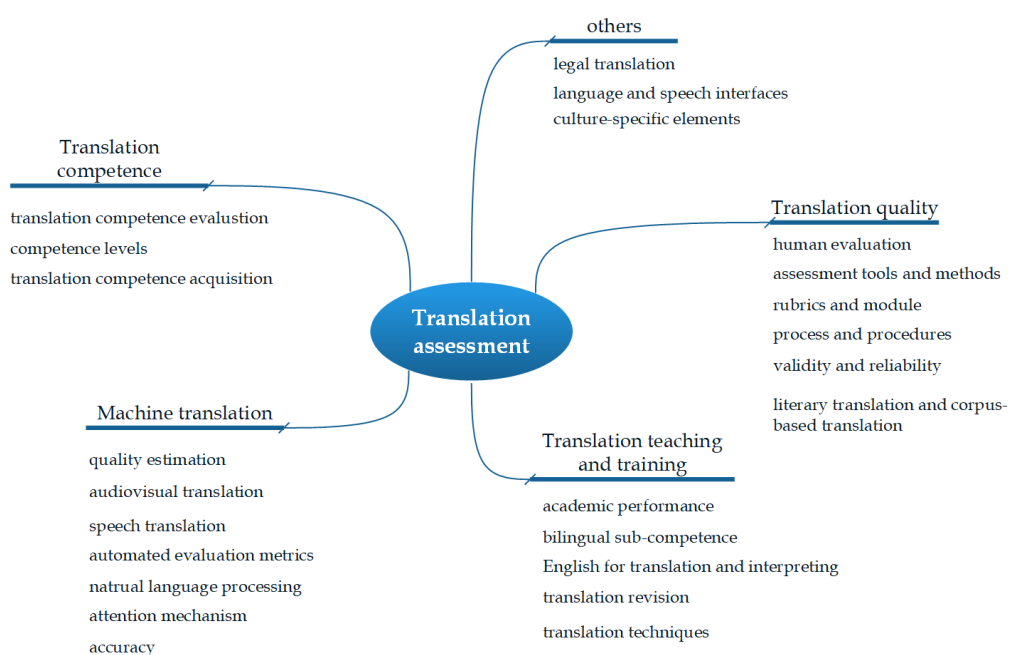 others
legal translation
language and speech interfaces
culture-specific elements
Translation
competence
translation competence evalustion
competence levels
translation competence acquisition
Translation quality
human evaluation
assessment tools and methods
rubrics and module
process and procedures
validity and reliability
literary translation and corpus-
based translation
Translation
assessment
Machine translation
quality estimation
audiovisual translation
speech translation
automated evaluation metrics
natrual language processing
attention mechanism
accuracy
Translation teaching
and training
academic performance
bilingual sub-competence
English for translation and interpreting
translation revision
translation techniques